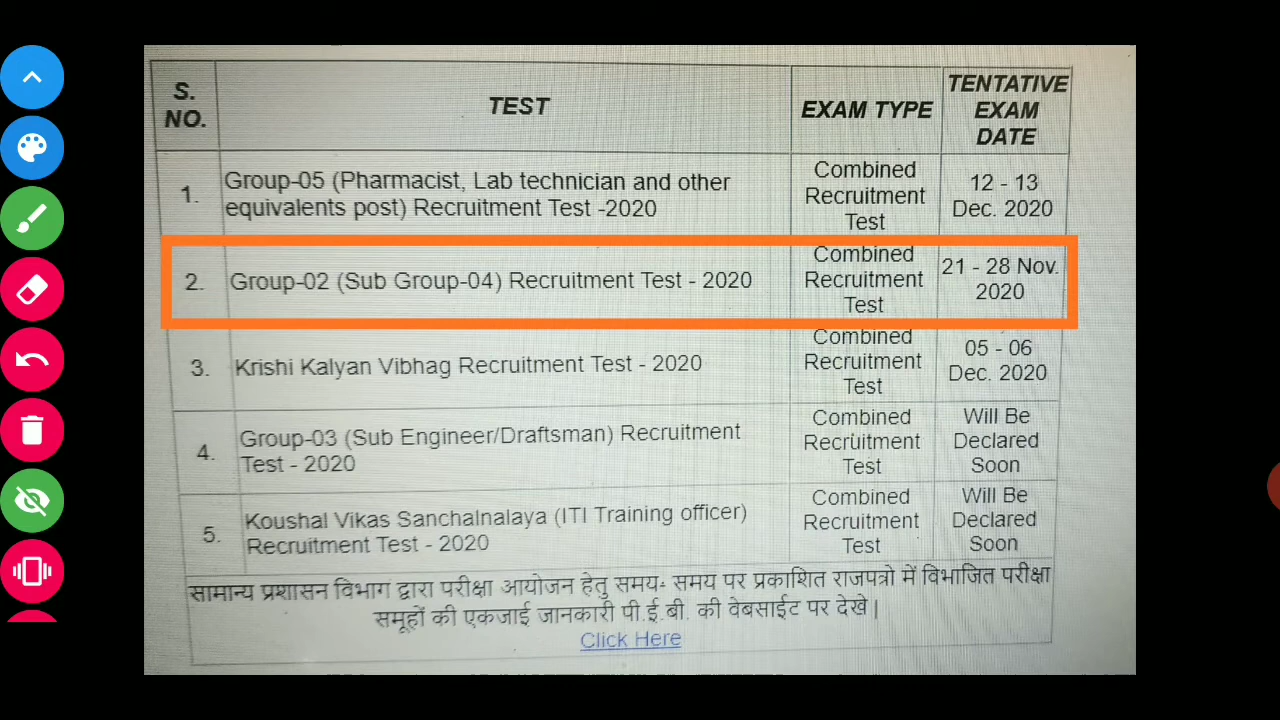 S. NO.
TEST
EXAM TYPE
TENTATIVE EXAM DATE
1.
Group-05 (Pharmacist, Lab technician and other
equivalents post) Recruitment Test -2020
Combined
Recruitment
Test
12 - 13
Dec. 2020
2.
Group-02 (Sub Group-04) Recruitment Test - 2020
Combined
Recruitment
Test
21 - 28 Nov.
2020
3.
Krishi Kalyan Vibhag Recruitment Test - 2020
Combined
Recruitment
Test
05 - 06
Dec. 2020
4.
Group-03 (Sub Engineer/Draftsman) Recruitment
Test - 2020
Combined
Recruitment
Test
Will Be
Declared
Soon
5.
Koushal Vikas Sanchalnalaya (ITI Training officer)
Recruitment Test - 2020
Combined
Recruitment
Test
Will Be
Declared
Soon
सामान्य प्रशासन विभाग द्वारा परीक्षा आयोजन हेतु समय- समय पर प्रकाशित राजपत्रो में विभाजित परीक्षा
समूहों की एकजाई जानकारी पी.ई.बी. की वेबसाईट पर देखे|
Click Here